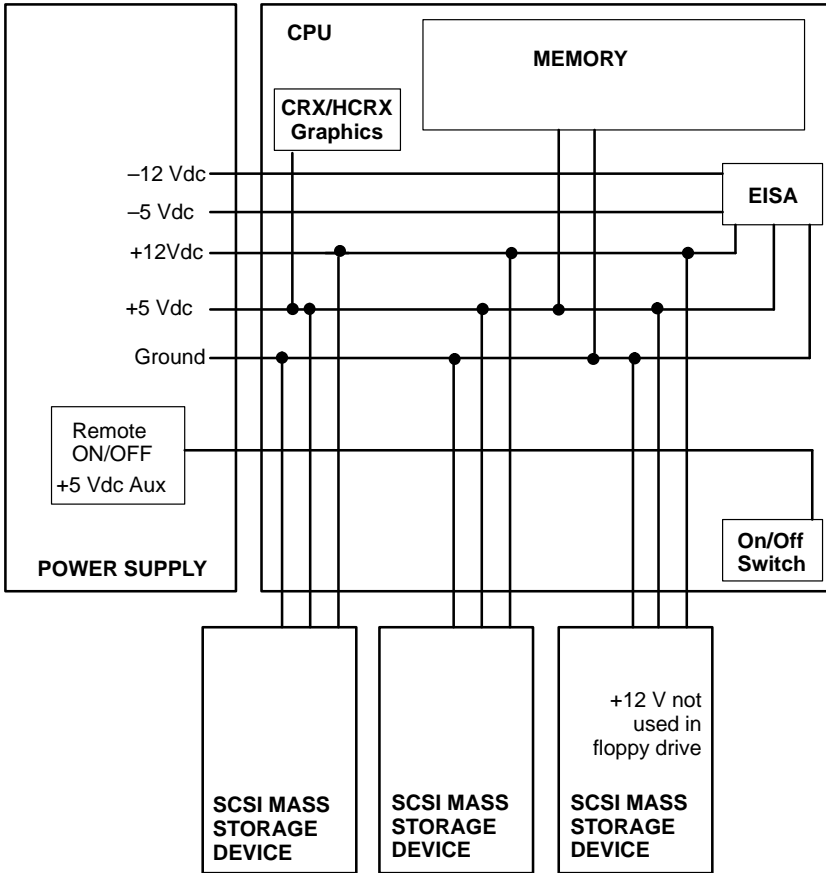 CPU
MEMORY
CRX/HCRX
Graphics
–12 Vdc
–5 Vdc
+12Vdc
+5 Vdc
Ground
EISA
Remote
ON/OFF
+5 Vdc Aux
POWER SUPPLY
On/Off
Switch
+12 V not
used in
floppy drive
SCSI MASS
STORAGE
DEVICE
SCSI MASS
STORAGE
DEVICE
SCSI MASS
STORAGE
DEVICE